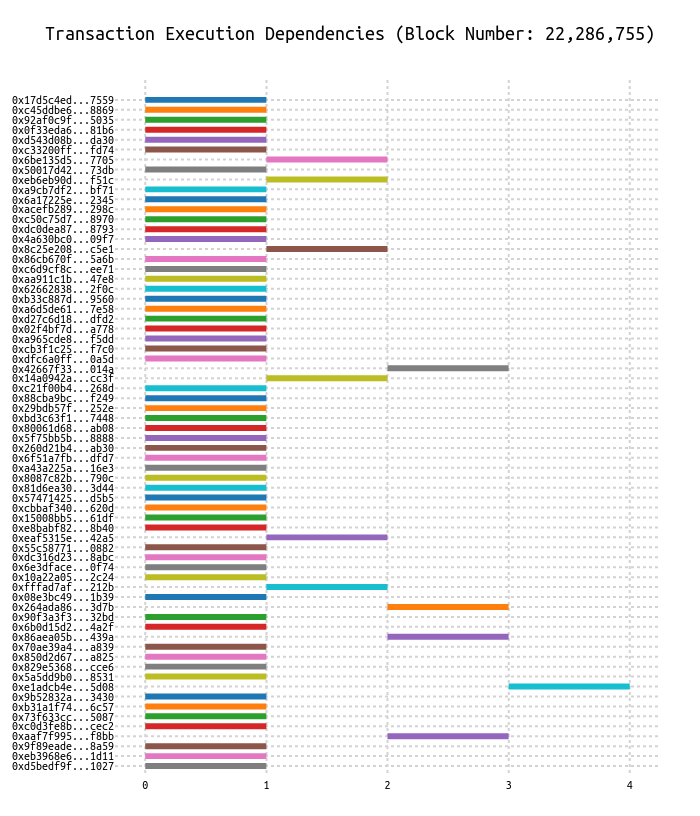 Transaction Execution Dependencies (Block Number: 22,286,755)
0x17d5c4ed...7559
0xc45ddbe6...8869
0x92af0c9f...5035
0x0f33eda6...81b6
0xd543d08b...da30
0xc33200ff...fd74
0x6be135d5...7705
0x50017d42...73db
0xeb6eb90d...f51c
0xa9cb7df2...bf71
0x6a17225e...2345
0xacefb289...298c
0xc50c75d7...8970
0xdc0dea87...8793
0x4a630bc0...09f7
0x8c25e208...c5e1
0x86cb670f...5a6b
0xc6d9cf8c...ee71
0xaa911c1b...47e8
0x62662838...2f0c
0xb33c887d...9560
0xa6d5de61...7e58
0xd27c6d18...dfd2
0x02f4bf7d...a778
0xa965cde8...f5dd
0xcb3f1c25...f7c0
0xdfc6a0ff...0a5d
0x42667f33...014a
0x14a0942a...cc3f
0xc21f00b4...268d
0x88cba9bc...f249
0x29bdb57f...252e
0xbd3c63f1...7448
0x80061d68...ab08
0x5f75bb5b...8888
0x260d21b4...ab30
0x6f51a7fb...dfd7
0xa43a225a...16e3
0x8087c82b...790c
0x81d6ea30...3d44
0x57471425...d5b5
0xcbbaf340...620d
0x15008bb5...61df
0xe8babf82...8b40
0xeaf5315e...42a5
0x55c58771...0882
0xdc316d23...8abc
0x6e3dface...0f74
0x10a22a05...2c24
0xfffad7af...212b
0x08e3bc49...1b39
0x264ada86...3d7b
0x90f3a3f3...32bd
0x6b0d15d2...4a2f
0x86aea05b...439a
0x70ae39a4...a839
0x850d2d67...a825
0x829e5368...cce6
0x5a5dd9b0...8531
0xe1adcb4e...5d08
0x9b52832a...3430
0xb31a1f74...6c57
0x73f633cc...5087
0xc0d3fe8b...cec2
0xaaf7f995...f8bb
0x9f89eade...8a59
0xeb3968e6...1d11
0xd5bedf9f...1027
0 1 2 3 4